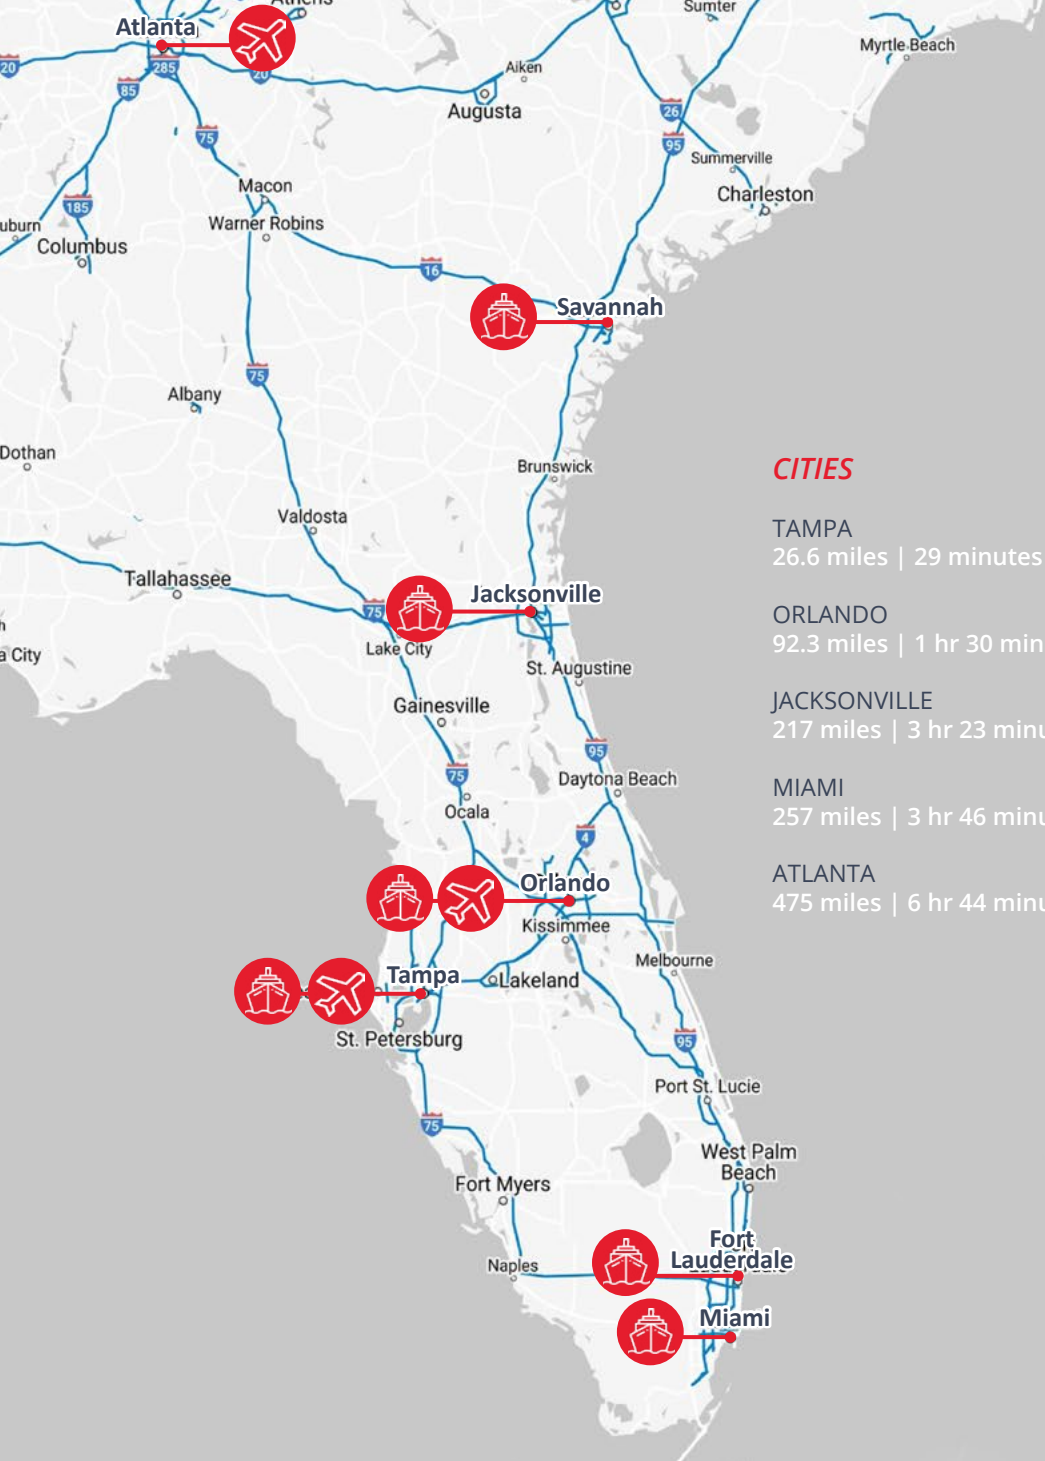 Athens
Atlanta
Sumter
Myrtle Beach
20
285
20
Aiken
85
Augusta
26
75
95
Summerville
Macon
Charleston
185
Warner Robins
uburn
Columbus
16
Savannah
75
Albany
Dothan
Brunswick
CITIES
Valdosta
TAMPA
26.6 miles | 29 minutes
Tallahassee
Jacksonville
75
ORLANDO
92.3 miles | 1 hr 30 min
h
a City
Lake City
St. Augustine
Gainesville
JACKSONVILLE
217 miles | 3 hr 23 minu
95
75
Daytona Beach
MIAMI
257 miles | 3 hr 46 minu
Ocala
4
Orlando
ATLANTA
475 miles | 6 hr 44 minu
Kissimmee
Melbourne
Tampa
Lakeland
St. Petersburg
95
Port St. Lucie
75
West Palm
Beach
Fort Myers
Fort
Lauderdale
Naples
Miami